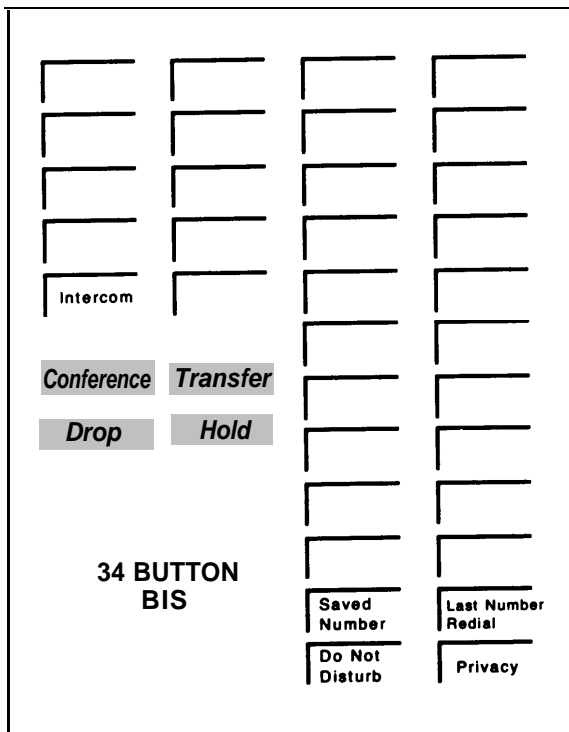 Intercom
Conference Transfer
Drop Hold
34 BUTTON
BIS
Saved
Number
Last Number
Redial
Do Not
Disturb
Privacy